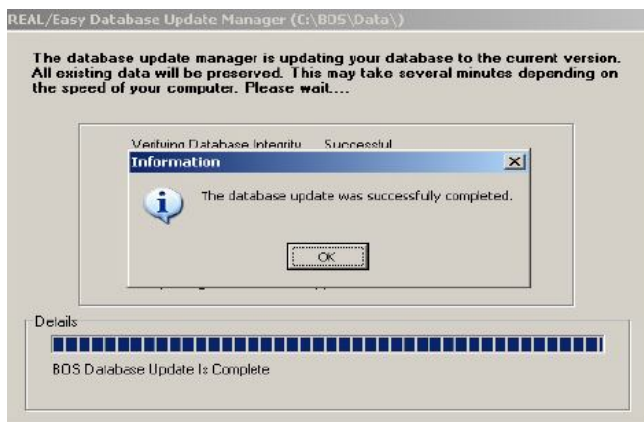 REAL/Easy Database Update Manager (C:\BOS\Data\)
The database update manager is updating your database to the current version.
All existing data will be preserved. This may take several minutes depending on
the speed of your computer. Please wait....
Verifying Database Integrity Successful
Information
The database update was successfully completed.
OK
Details
BOS Database Update Is Complete